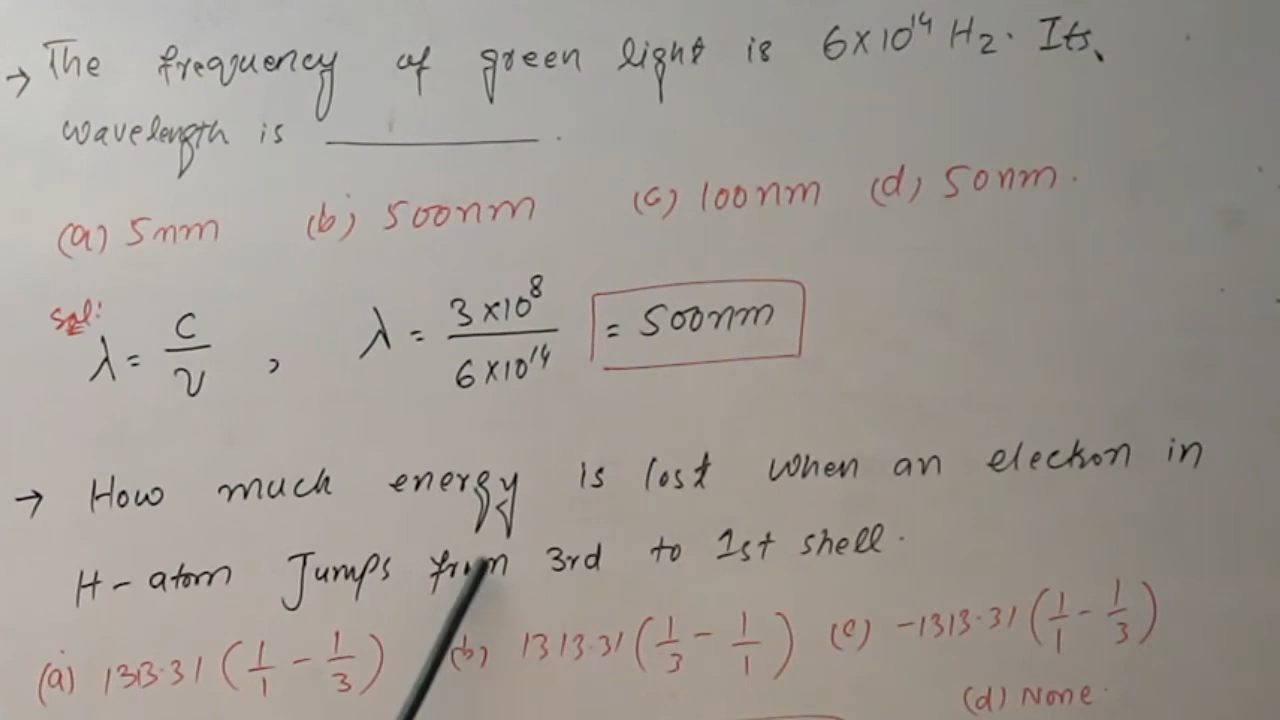 → The frequency of green light is 6×10¹⁴ Hz. Its
wavelength is ________.
(a) 5nm (b) 500nm (c) 100nm (d) 50nm.
Sol:
λ = c/ν , λ = 3×10⁸/6×10¹⁴ = 500nm
→ How much energy is lost when an electron in
H-atom Jumps from 3rd to 1st shell.
(a) 1313.31 (1/1 - 1/3) (b) 1313.31 (1/3 - 1/1) (c) -1313.31 (1/1 - 1/3)
(d) None.